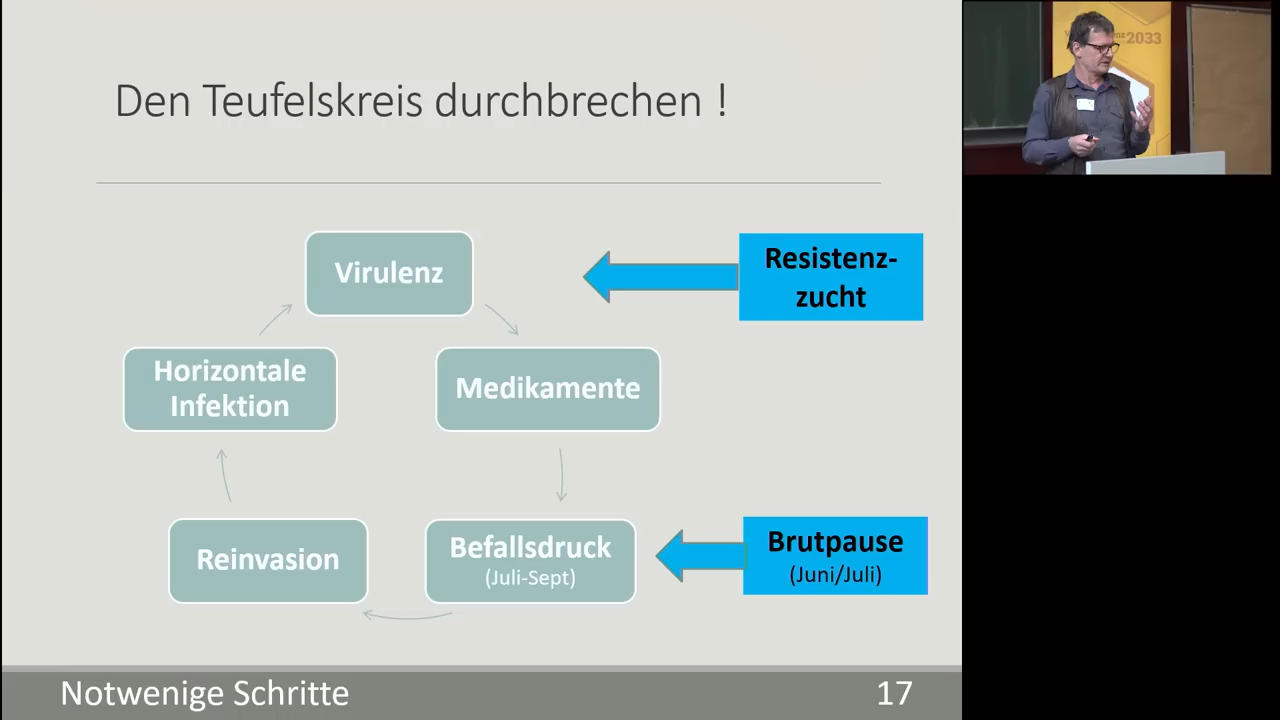 Den Teufelskreis durchbrechen !
Virulenz
Resistenz-
zucht
Horizontale
Infektion
Medikamente
Reinvasion
Befallsdruck
(Juli-Sept)
Brutpause
(Juni/Juli)
Notwenige Schritte
17
2033